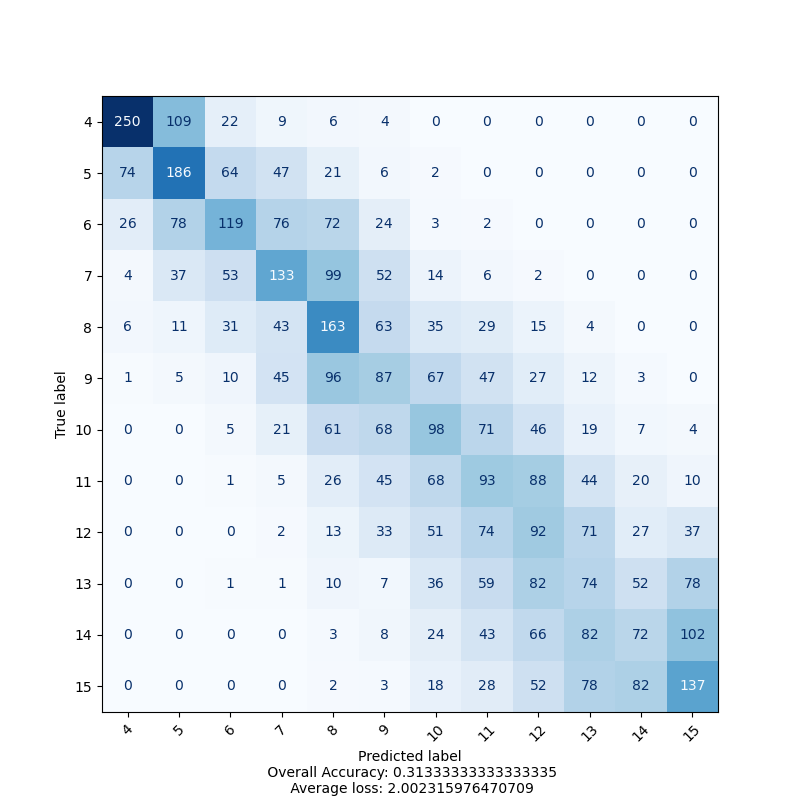 4 250 109 22 9 6 4 0 0 0 0 0 0
5 74 186 64 47 21 6 2 0 0 0 0 0
6 26 78 119 76 72 24 3 2 0 0 0 0
7 4 37 53 133 99 52 14 6 2 0 0 0
8 6 11 31 43 163 63 35 29 15 4 0 0
9 1 5 10 45 96 87 67 47 27 12 3 0
10 0 0 5 21 61 68 98 71 46 19 7 4
11 0 0 1 5 26 45 68 93 88 44 20 10
12 0 0 0 2 13 33 51 74 92 71 27 37
13 0 0 1 1 10 7 36 59 82 74 52 78
14 0 0 0 0 3 8 24 43 66 82 72 102
15 0 0 0 0 2 3 18 28 52 78 82 137
True label
4 5 6 7 8 9 10 11 12 13 14 15
Predicted label
Overall Accuracy: 0.31333333333333335
Average loss: 2.002315976470709